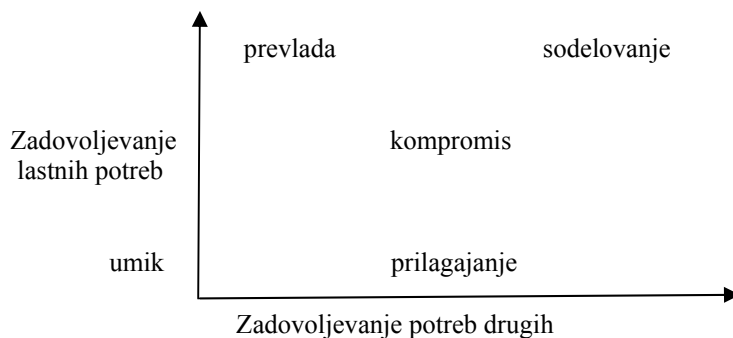 prevlada sodelovanje
Zadovoljevanje
lastnih potreb
kompromis
umik prilagajanje
Zadovoljevanje potreb drugih